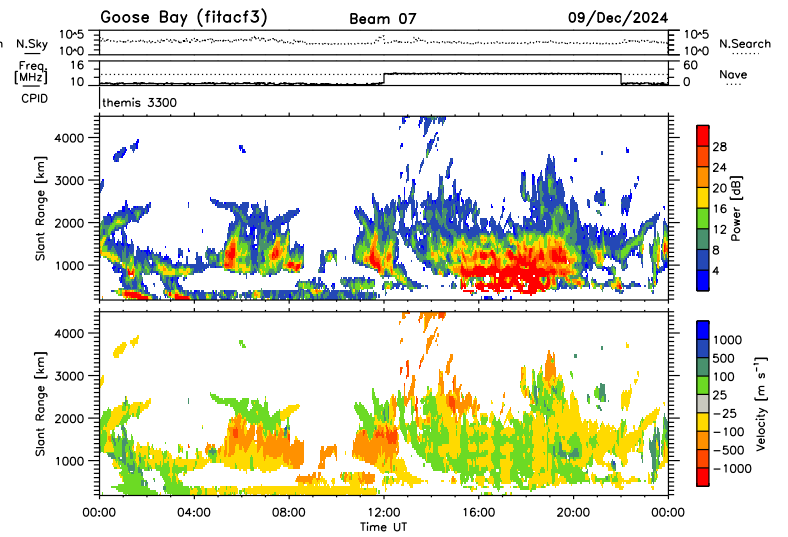 Goose Bay (fitacf3) Beam 07 09/Dec/2024
N.Sky 10^5 10^0 10^5 10^0 N.Search
Freq. [MHz] 16 10 60 30 0 Nave
CPID themis 3300
Slant Range [km] 4000 3000 2000 1000
Power [dB] 28 24 20 16 12 8 4
Slant Range [km] 4000 3000 2000 1000
Velocity [m s⁻¹] 1000 500 100 25 −25 −100 −500 −1000
00:00 04:00 08:00 12:00 16:00 20:00 00:00
Time UT